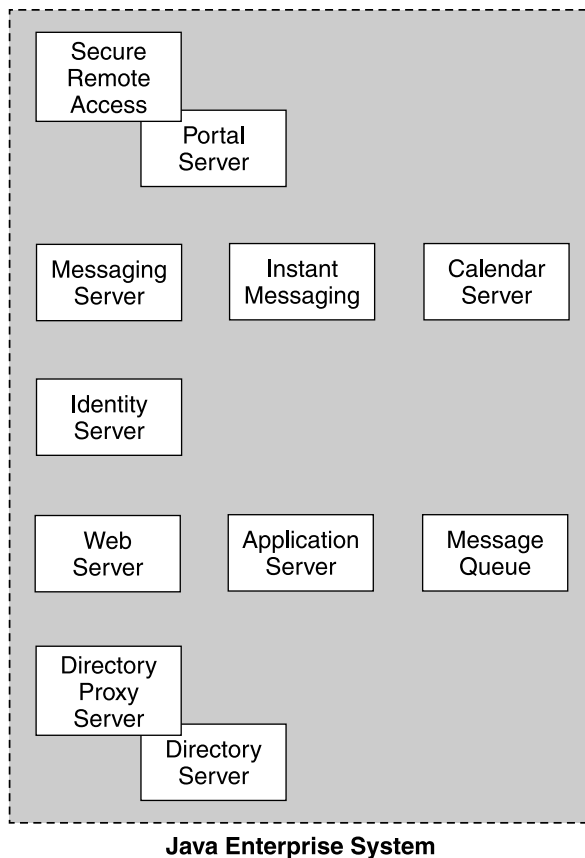 Secure
Remote
Access
Portal
Server
Messaging
Server
Instant
Messaging
Calendar
Server
Identity
Server
Web
Server
Application
Server
Message
Queue
Directory
Proxy
Server
Directory
Server
Java Enterprise System